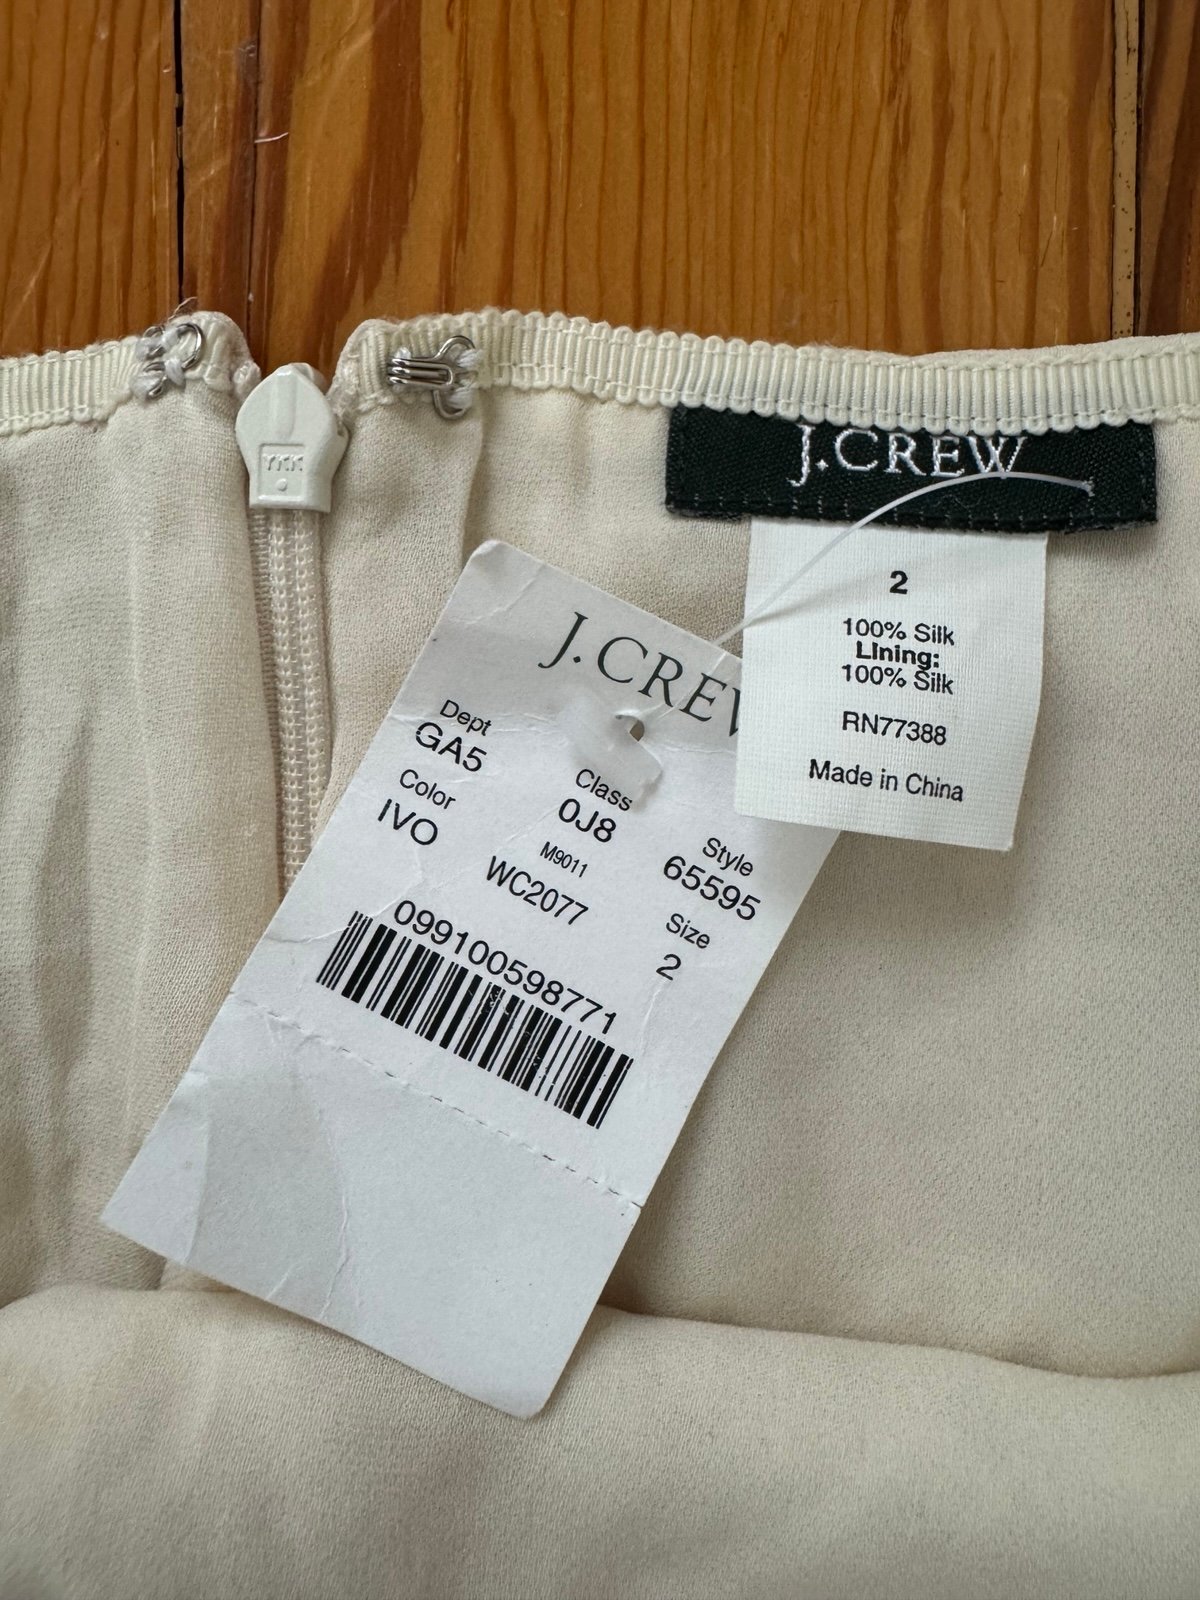 YKK
J.CREW
2
100% Silk
Lining:
100% Silk
RN77388
Made in China
J.CREW
Dept
GA5
Class
0J8
Style
65595
Color
IVO
M9011
WC2077
Size
2
099100598771